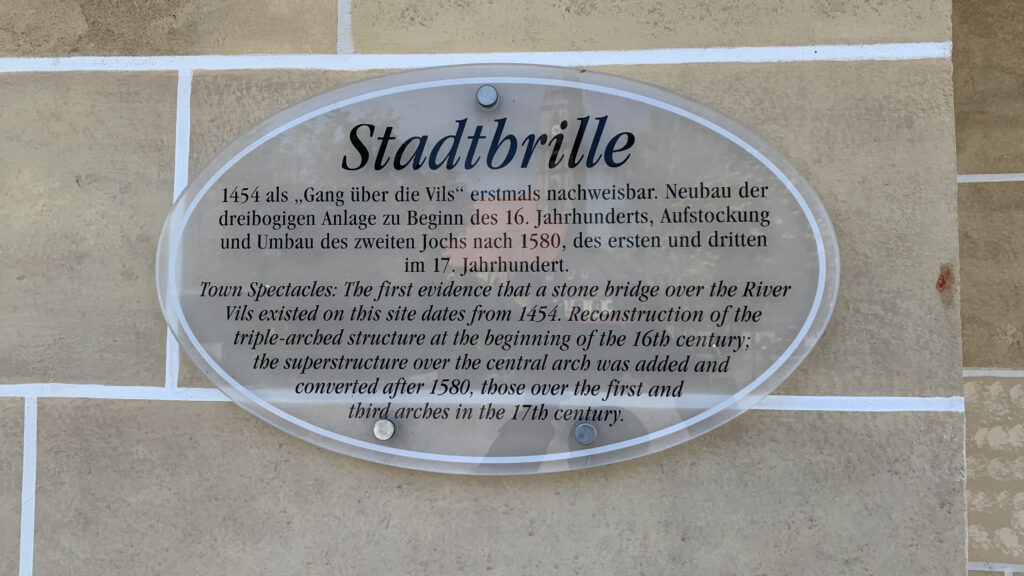 Stadtbrille
1454 als „Gang über die Vils“ erstmals nachweisbar. Neubau der
dreibogigen Anlage zu Beginn des 16. Jahrhunderts, Aufstockung
und Umbau des zweiten Jochs nach 1580, des ersten und dritten
im 17. Jahrhundert.
Town Spectacles: The first evidence that a stone bridge over the River
Vils existed on this site dates from 1454. Reconstruction of the
triple-arched structure at the beginning of the 16th century;
the superstructure over the central arch was added and
converted after 1580, those over the first and
third arches in the 17th century.